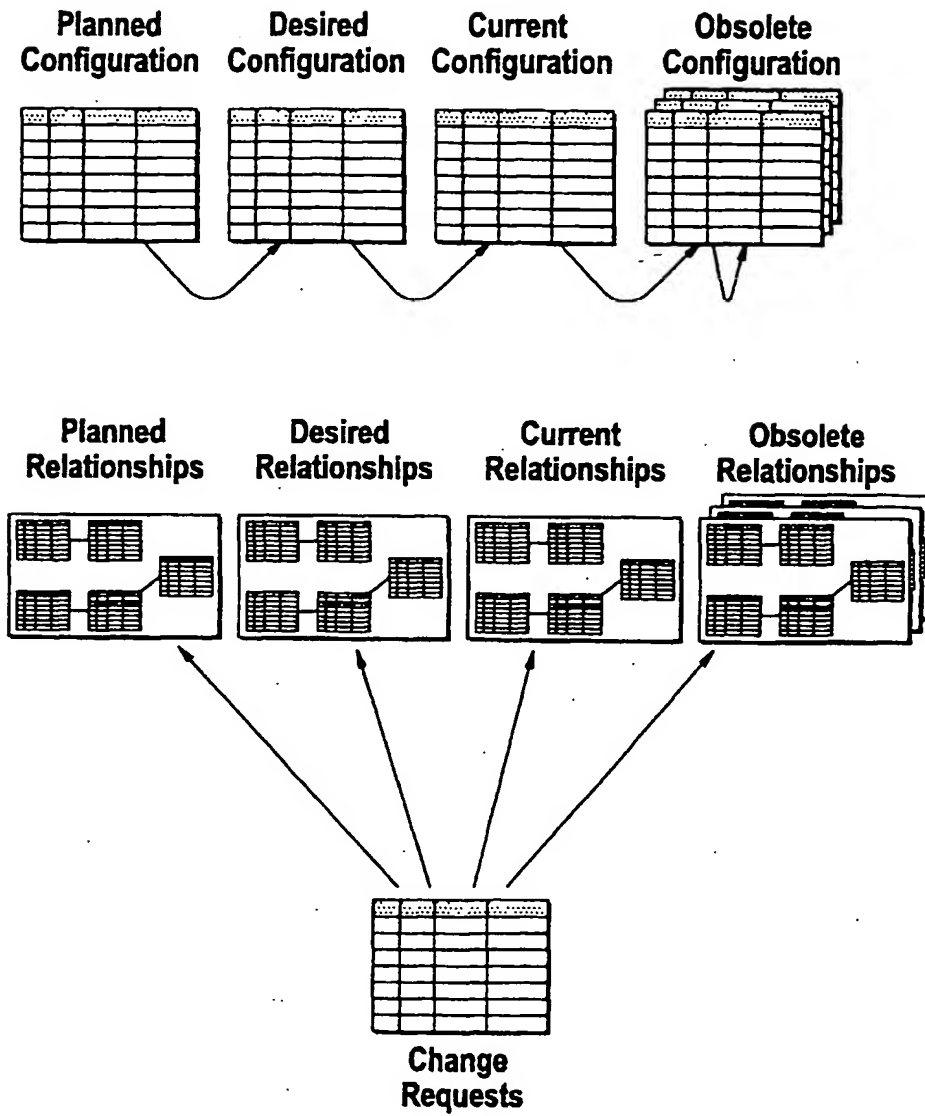 Planned
Configuration
Desired
Configuration
Current
Configuration
Obsolete
Configuration
Planned
Relationships
Desired
Relationships
Current
Relationships
Obsolete
Relationships
Change
Requests